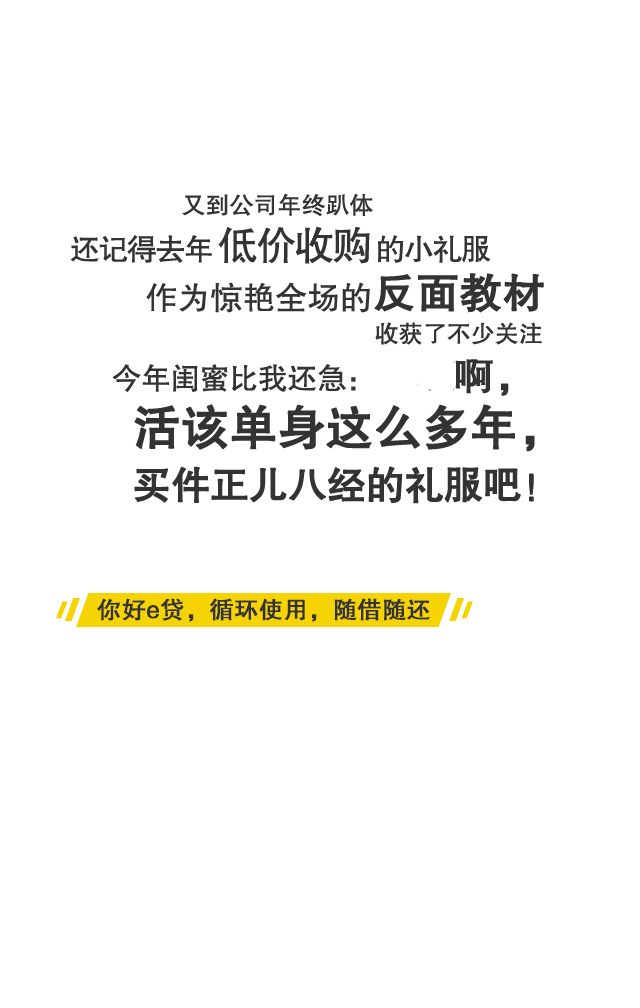 又到公司年终趴体
还记得去年低价收购的小礼服
作为惊艳全场的反面教材
收获了不少关注
今年闺蜜比我还急：啊，
活该单身这么多年，
买件正儿八经的礼服吧！
你好e贷，循环使用，随借随还